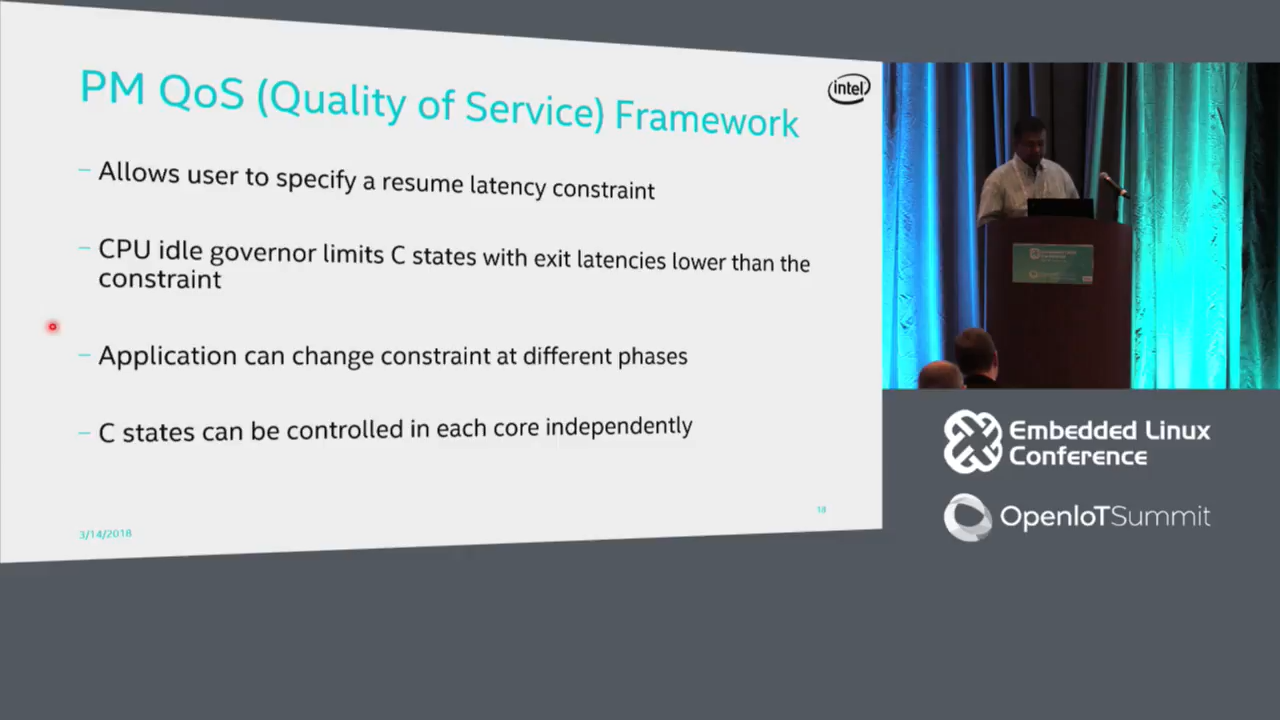 PM QoS (Quality of Service) Framework
intel
– Allows user to specify a resume latency constraint
– CPU idle governor limits C states with exit latencies lower than the
constraint
– Application can change constraint at different phases
– C states can be controlled in each core independently
3/14/2018
18
Embedded Linux
Conference
OpenIoTSummit